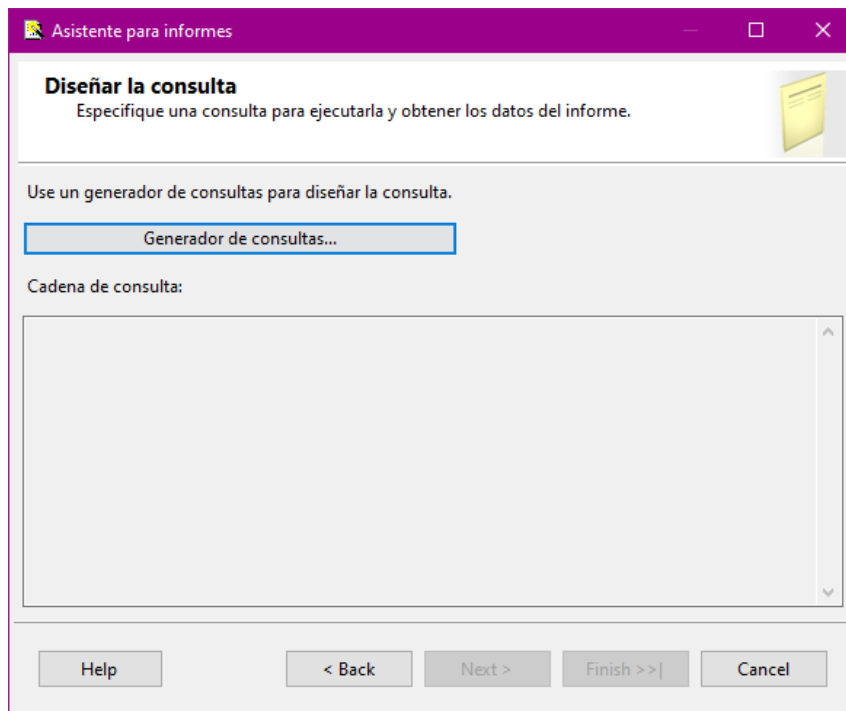 Asistente para informes
Diseñar la consulta
Especifique una consulta para ejecutarla y obtener los datos del informe.
Use un generador de consultas para diseñar la consulta.
Generador de consultas...
Cadena de consulta:
Help
< Back
Next >
Finish >>|
Cancel